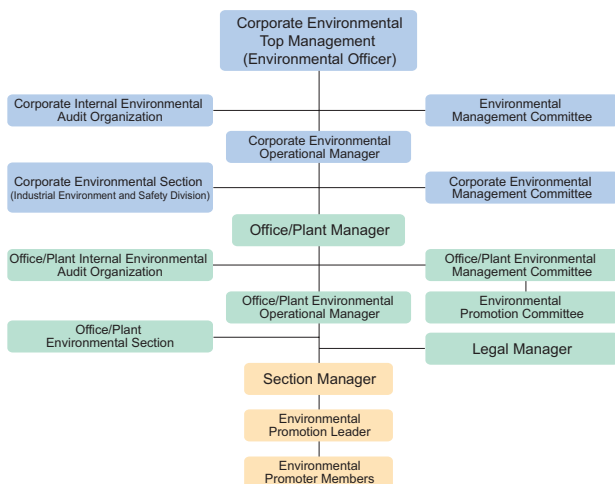 Corporate Environmental
Top Management
(Environmental Officer)
Corporate Internal Environmental
Audit Organization
Environmental
Management Committee
Corporate Environmental
Operational Manager
Corporate Environmental Section
(Industrial Environment and Safety Division)
Corporate Environmental
Management Committee
Office/Plant Manager
Office/Plant Internal Environmental
Audit Organization
Office/Plant Environmental
Management Committee
Office/Plant Environmental
Operational Manager
Environmental
Promotion Committee
Office/Plant
Environmental Section
Legal Manager
Section Manager
Environmental
Promotion Leader
Environmental
Promoter Members